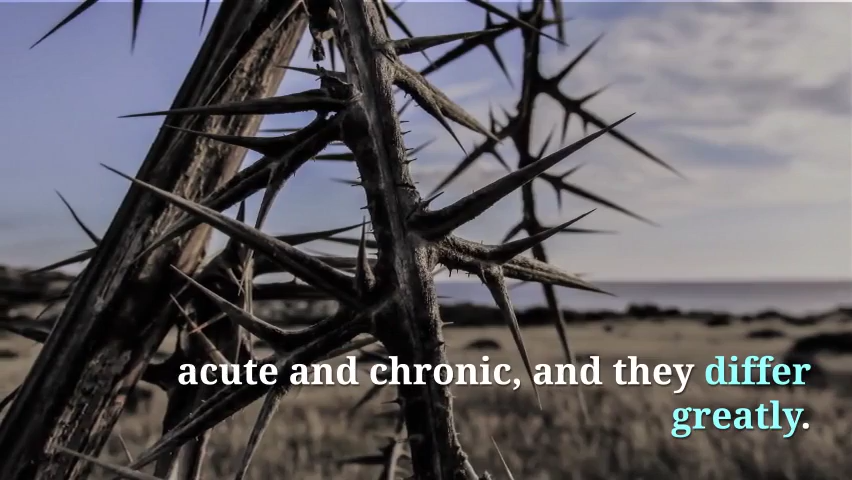 acute and chronic, and they differ
greatly.